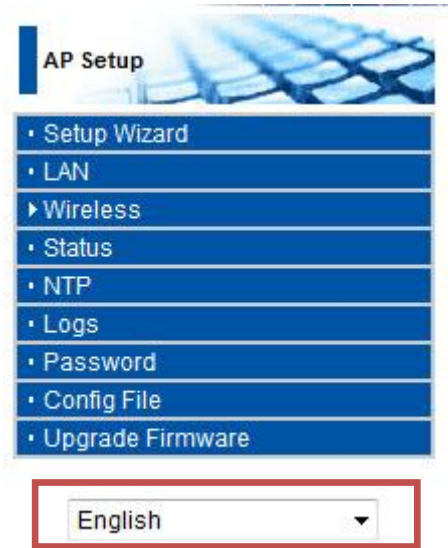 AP Setup
Setup Wizard
LAN
Wireless
Status
NTP
Logs
Password
Config File
Upgrade Firmware
English